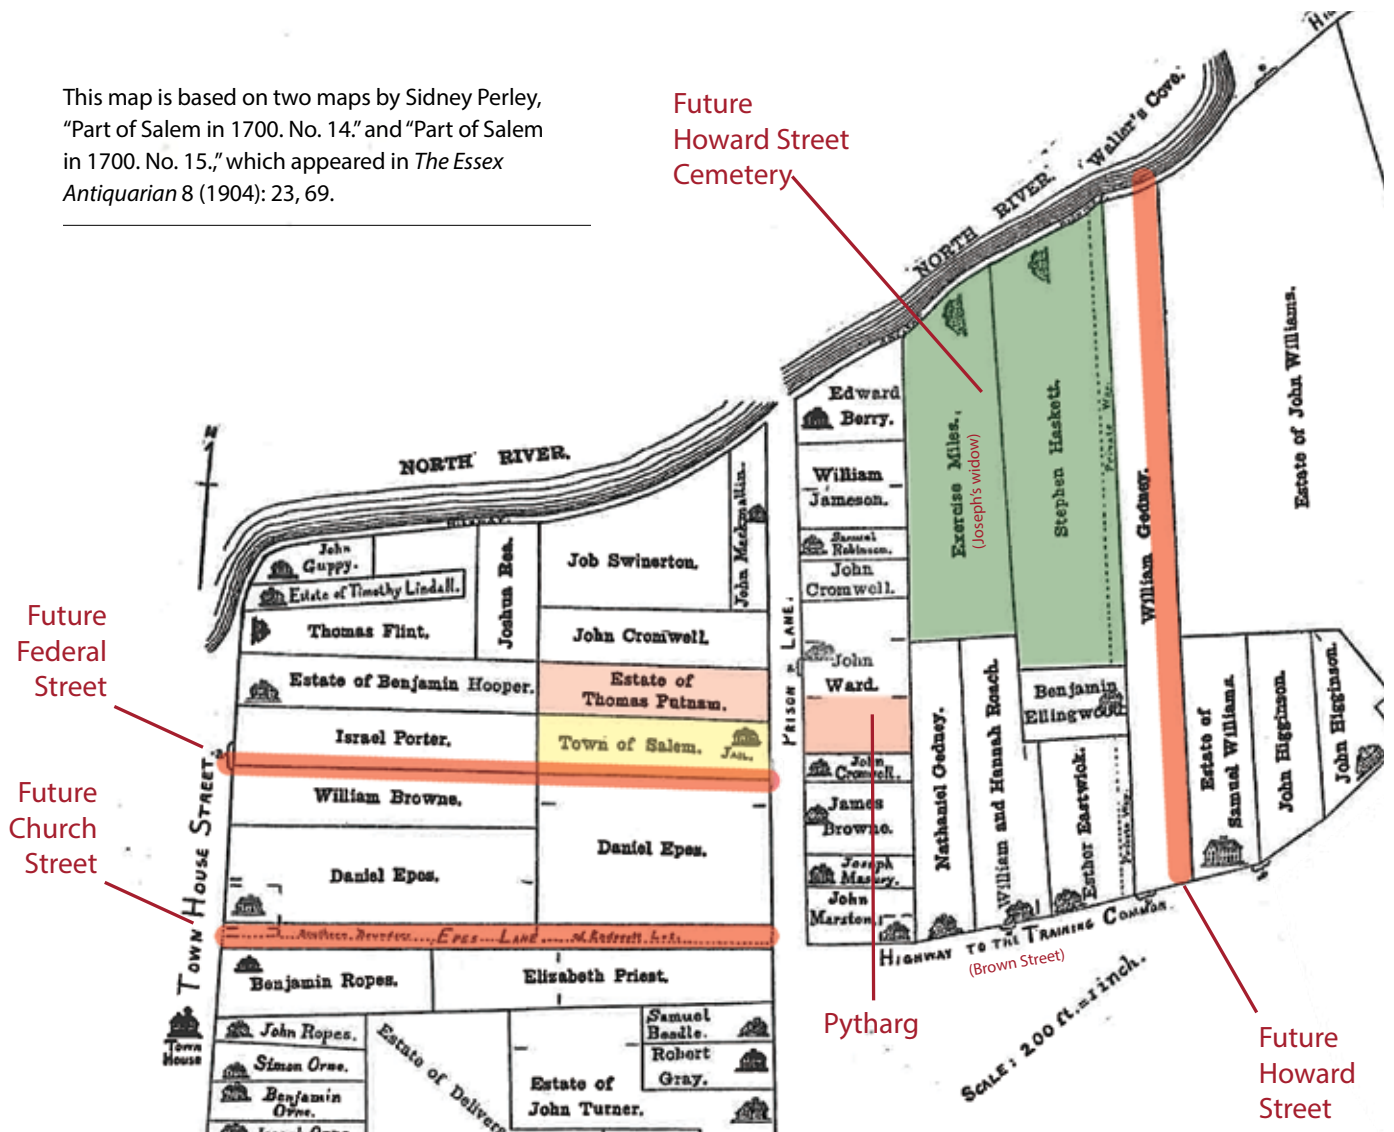 This map is based on two maps by Sidney Perley,
“Part of Salem in 1700. No. 14.” and “Part of Salem
in 1700. No. 15.,” which appeared in The Essex
Antiquarian 8 (1904): 23, 69.
Future
Howard Street
Cemetery
Waller's Cove.
NORTH RIVER.
Edward
Berry.
William
Jameson.
Samuel
Robinson.
John
Cromwell.
John
Ward.
John
Cromwell.
James
Browne.
Joseph
Massey.
John
Marston.
Exercise Miles.
(Joseph's widow)
Stephen Haskett.
Private Way.
William Gedney.
Estate of John Williams.
Nathaniel Gedney.
William and Hannah Roach.
Benjamin
Ellingwood.
Esther Eastwick.
Private Way.
Estate of
Samuel Williams.
John Higginson.
John Higginson.
HIGHWAY TO THE TRAINING COMMON.
(Brown Street)
PRISON LANE.
N
NORTH RIVER.
John
Guppy.
Estate of Timothy Lindall.
Thomas Flint.
Joshua Rea.
Job Swinerton.
John Mackmallin.
John Cromwell.
Estate of Benjamin Hooper.
Estate of
Thomas Putnam.
Israel Porter.
Town of Salem.
JAIL.
William Browne.
Daniel Epes.
Daniel Epes.
Future
Federal
Street
Future
Church
Street
TOWN HOUSE STREET.
Southern Boundary EPES LANE of Endecott Lot.
Benjamin Ropes.
Elizabeth Priest.
Town
House
John Ropes.
Simon Orne.
Benjamin
Orne.
Estate of
Samuel
Beadle.
Robert
Gray.
Estate of
John Turner.
Pytharg
SCALE: 200 ft. = 1 inch.
Future
Howard
Street